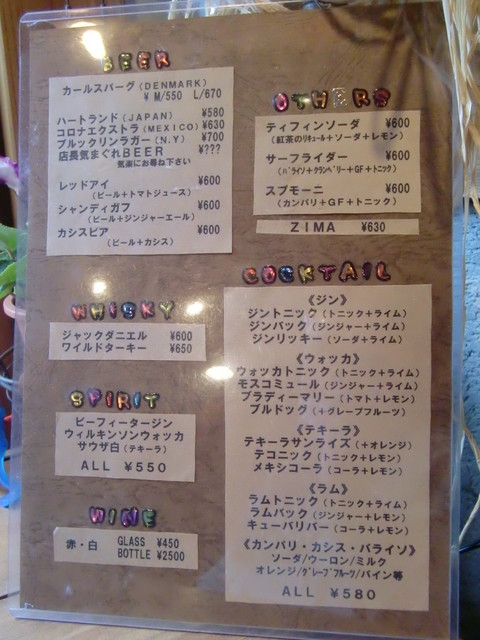 BEER
カールスバーグ(DENMARK)
¥ M/550 L/670
ハートランド(JAPAN) ¥580
コロナエクストラ(MEXICO) ¥630
ブルックリンラガー(N.Y) ¥700
店長気まぐれBEER ¥???
気楽にお尋ね下さい
レッドアイ ¥600
(ビール+トマトジュース)
シャンディガフ ¥600
(ビール+ジンジャーエール)
カシスビア ¥600
(ビール+カシス)
WHISKY
ジャックダニエル ¥600
ワイルドターキー ¥650
SPIRIT
ビーフィータージン
ウィルキンソンウォッカ
サウザ白(テキーラ)
ALL ¥550
WINE
赤・白 GLASS ¥450
BOTTLE ¥2500
OTHERS
ティフィンソーダ ¥600
(紅茶のリキュール+ソーダ+レモン)
サーフライダー ¥600
(パライソ+クランベリー+GF+トニック)
スプモーニ ¥600
(カンパリ+GF+トニック)
ZIMA ¥630
COCKTAIL
《ジン》
ジントニック(トニック+ライム)
ジンバック(ジンジャー+ライム)
ジンリッキー(ソーダ+ライム)
《ウォッカ》
ウォッカトニック(トニック+ライム)
モスコミュール(ジンジャー+ライム)
ブラディーマリー(トマト+レモン)
ブルドッグ(+グレープフルーツ)
《テキーラ》
テキーラサンライズ(+オレンジ)
テコニック(トニック+レモン)
メキシコーラ(コーラ+レモン)
《ラム》
ラムトニック(トニック+ライム)
ラムバック(ジンジャー+レモン)
キューバリバー(コーラ+レモン)
《カンパリ・カシス・パライソ》
ソーダ/ウーロン/ミルク
オレンジ/グレープフルーツ/パイン等
ALL ¥580